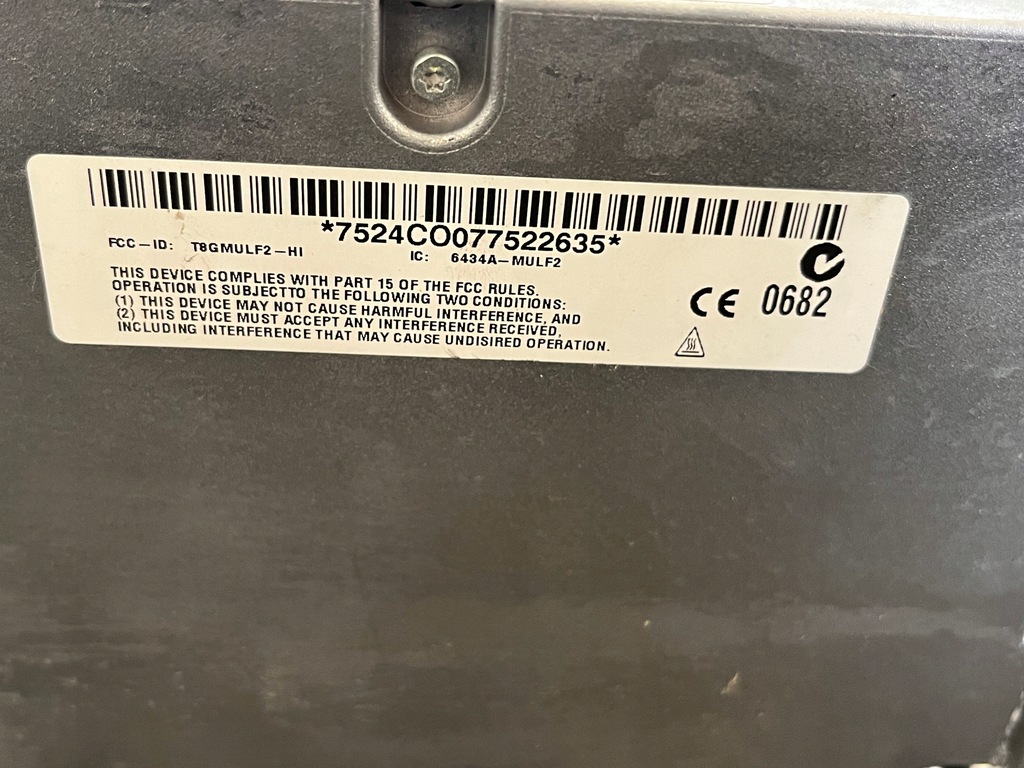 *7524CO077522635*
FCC-ID: T8GMULF2-HI IC: 6434A-MULF2
THIS DEVICE COMPLIES WITH PART 15 OF THE FCC RULES.
OPERATION IS SUBJECTTO THE FOLLOWING TWO CONDITIONS:
(1) THIS DEVICE MAY NOT CAUSE HARMFUL INTERFERENCE, AND
(2) THIS DEVICE MUST ACCEPT ANY INTERFERENCE RECEIVED,
INCLUDING INTERFERENCE THAT MAY CAUSE UNDISIRED OPERATION.
CE 0682